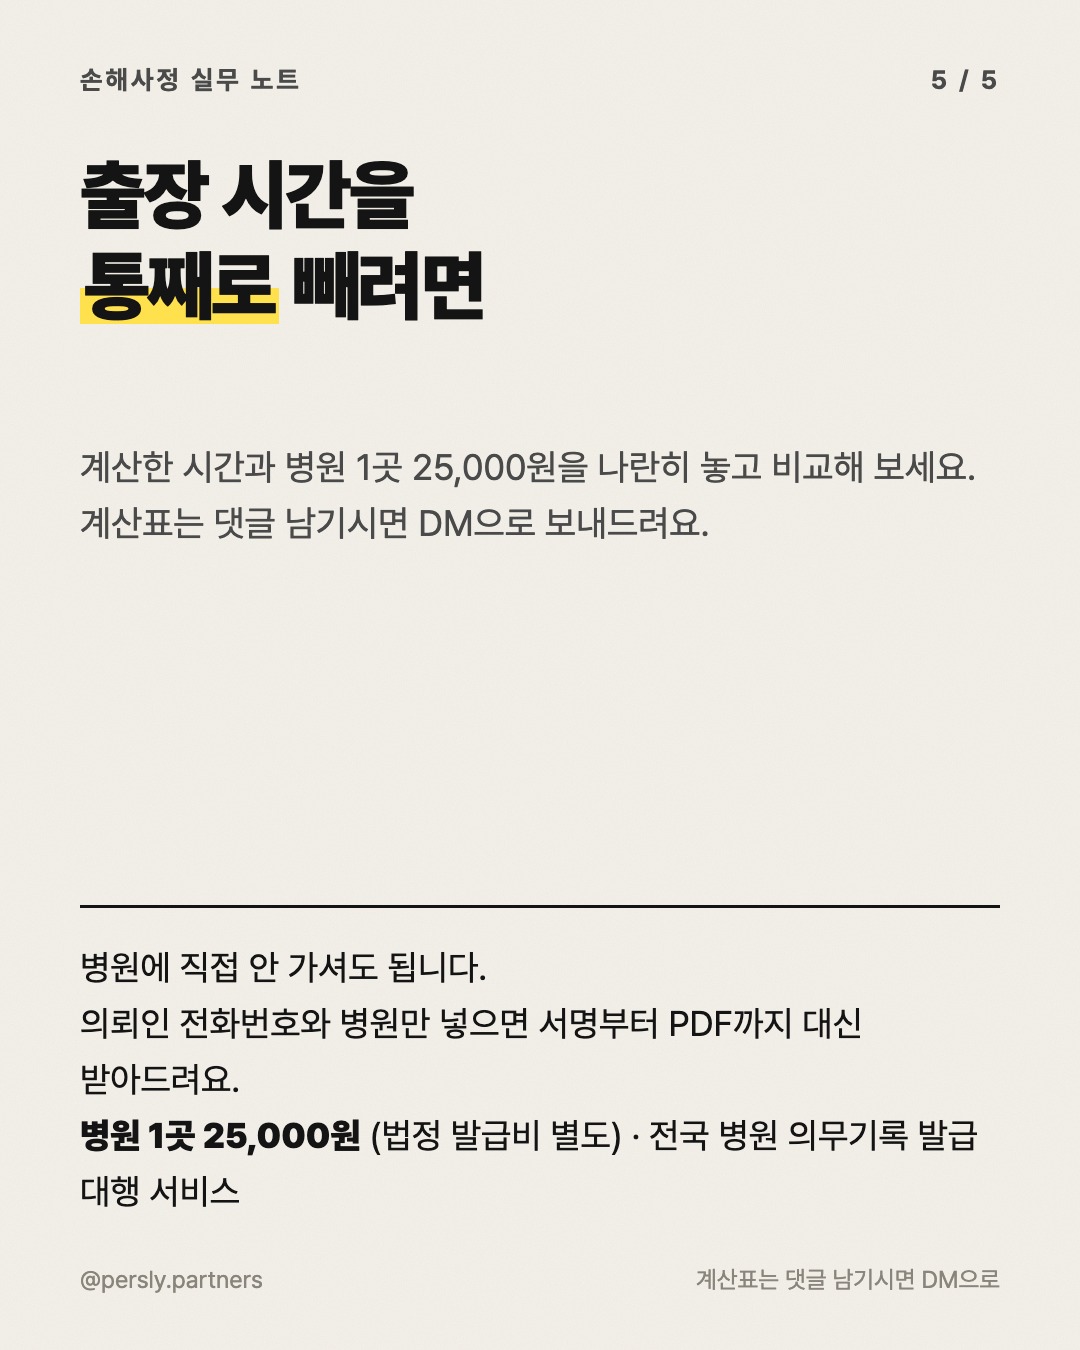 손해사정 실무 노트
5 / 5
출장 시간을
통째로 빼려면
계산한 시간과 병원 1곳 25,000원을 나란히 놓고 비교해 보세요.
계산표는 댓글 남기시면 DM으로 보내드려요.
병원에 직접 안 가셔도 됩니다.
의뢰인 전화번호와 병원만 넣으면 서명부터 PDF까지 대신
받아드려요.
병원 1곳 25,000원 (법정 발급비 별도) · 전국 병원 의무기록 발급
대행 서비스
@persly.partners
계산표는 댓글 남기시면 DM으로